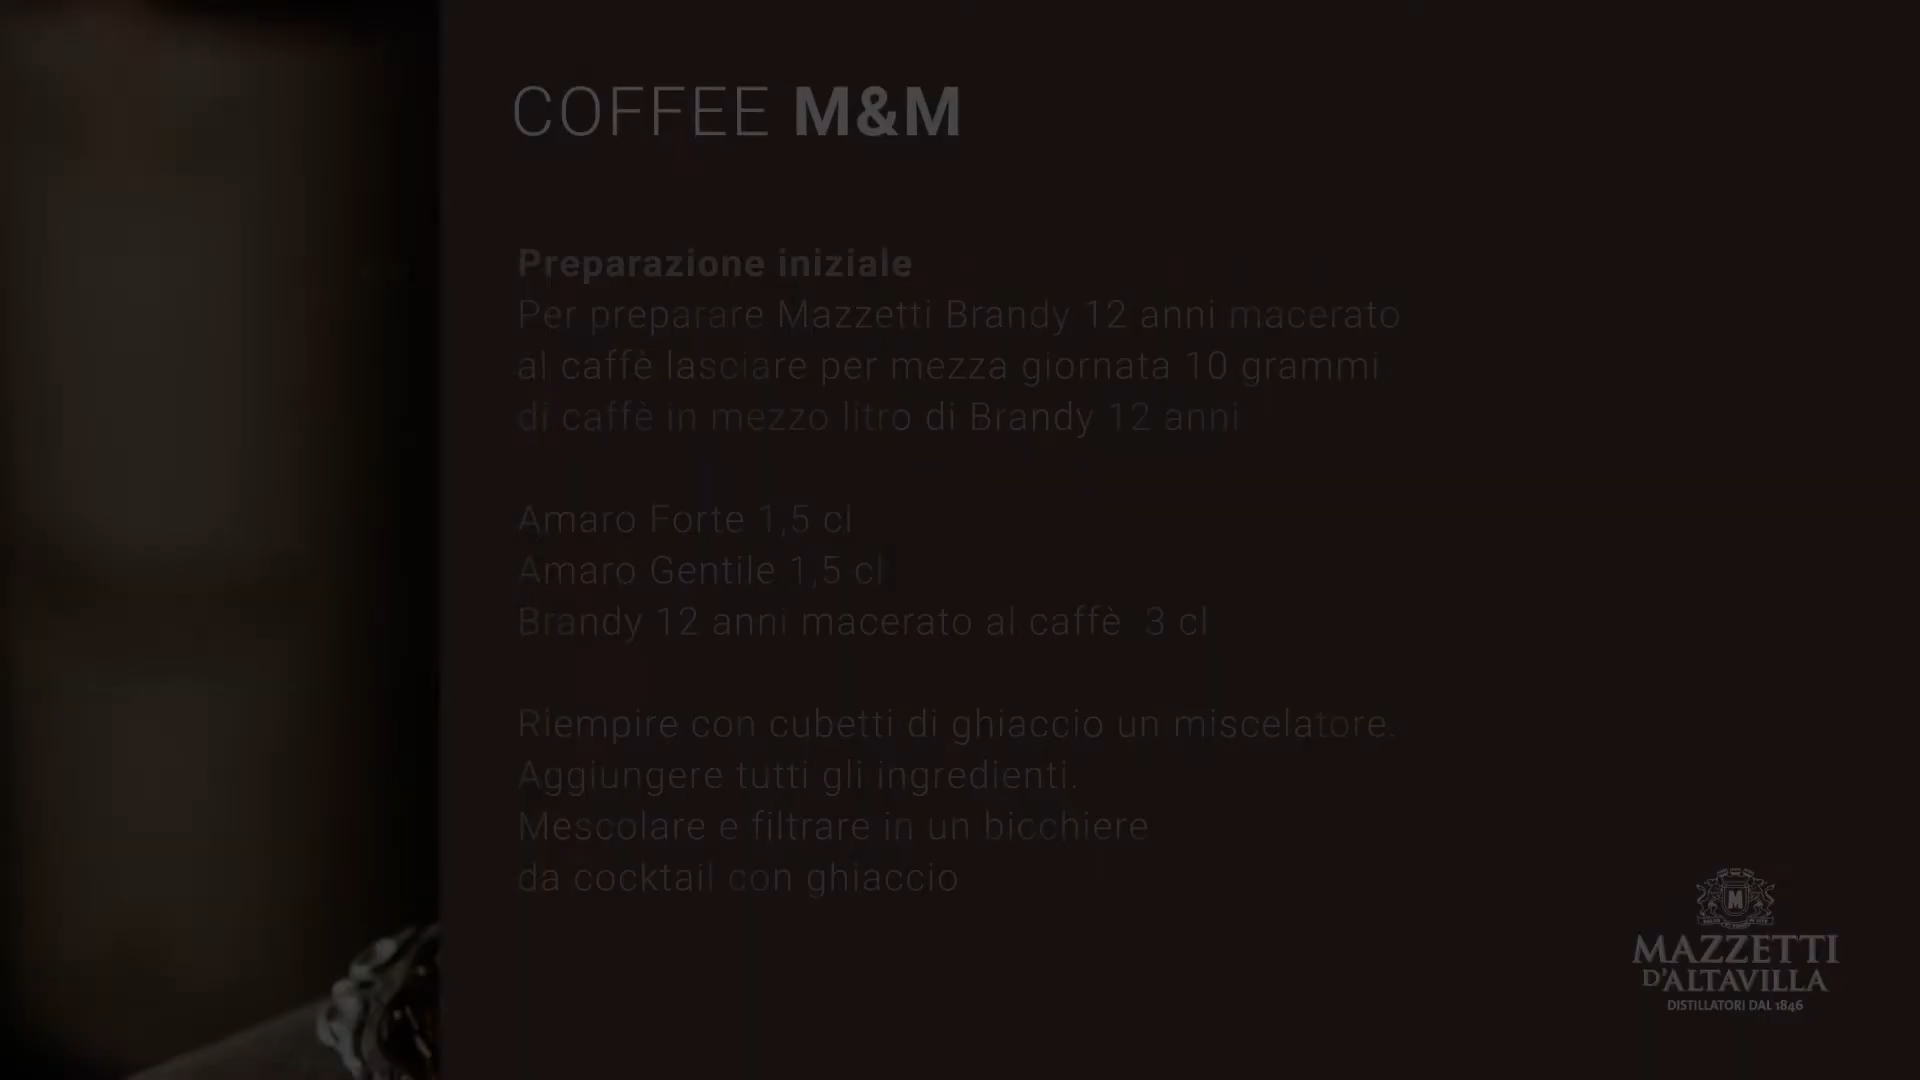 COFFEE M&M
Preparazione iniziale
Per preparare Mazzetti Brandy 12 anni macerato
al caffè lasciare per mezza giornata 10 grammi
di caffè in mezzo litro di Brandy 12 anni
Amaro Forte 1,5 cl
Amaro Gentile 1,5 cl
Brandy 12 anni macerato al caffè 3 cl
Riempire con cubetti di ghiaccio un miscelatore.
Aggiungere tutti gli ingredienti.
Mescolare e filtrare in un bicchiere
da cocktail con ghiaccio
M
MAZZETTI
D'ALTAVILLA
DISTILLATORI DAL 1846